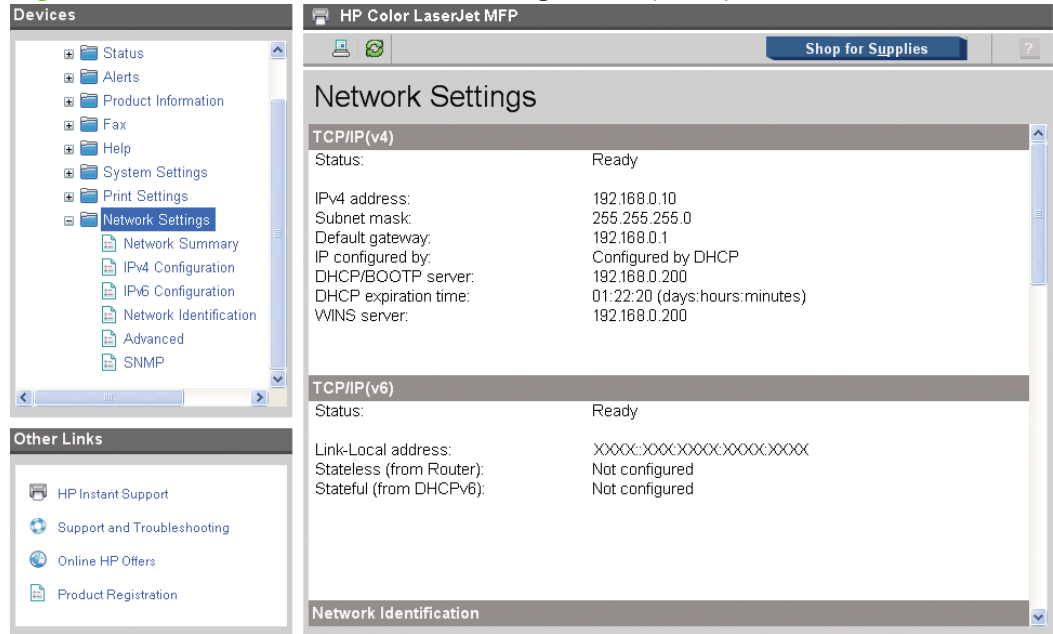 Devices
Status
Alerts
Product Information
Fax
Help
System Settings
Print Settings
Network Settings
Network Summary
IPv4 Configuration
IPv6 Configuration
Network Identification
Advanced
SNMP
Other Links
HP Instant Support
Support and Troubleshooting
Online HP Offers
Product Registration
HP Color LaserJet MFP
Shop for Supplies
?
Network Settings
TCP/IP(v4)
Status: Ready
IPv4 address: 192.168.0.10
Subnet mask: 255.255.255.0
Default gateway: 192.168.0.1
IP configured by: Configured by DHCP
DHCP/BOOTP server: 192.168.0.200
DHCP expiration time: 01:22:20 (days:hours:minutes)
WINS server: 192.168.0.200
TCP/IP(v6)
Status: Ready
Link-Local address: XXXX::XXX:XXXX:XXXX:XXXX
Stateless (from Router): Not configured
Stateful (from DHCPv6): Not configured
Network Identification